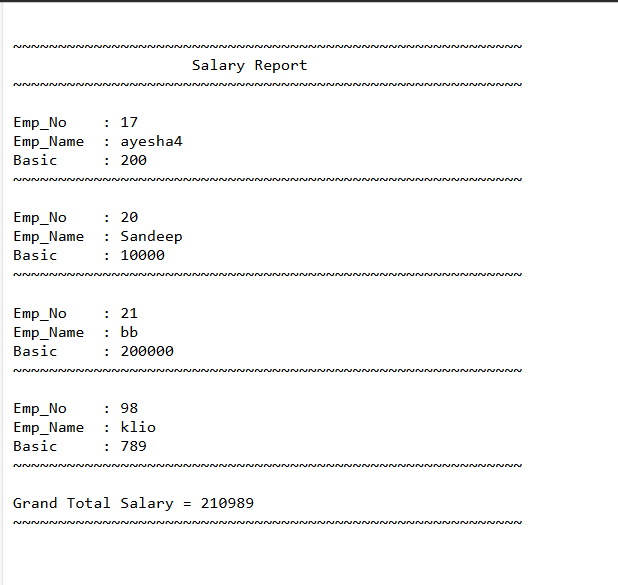 ~~~~~~~~~~~~~~~~~~~~~~~~~~~~~~~~~~~~~~~~~~~~~~~~~~~~~~~~~
Salary Report
~~~~~~~~~~~~~~~~~~~~~~~~~~~~~~~~~~~~~~~~~~~~~~~~~~~~~~~~~
Emp_No    : 17
Emp_Name  : ayesha4
Basic     : 200
~~~~~~~~~~~~~~~~~~~~~~~~~~~~~~~~~~~~~~~~~~~~~~~~~~~~~~~~~
Emp_No    : 20
Emp_Name  : Sandeep
Basic     : 10000
~~~~~~~~~~~~~~~~~~~~~~~~~~~~~~~~~~~~~~~~~~~~~~~~~~~~~~~~~
Emp_No    : 21
Emp_Name  : bb
Basic     : 200000
~~~~~~~~~~~~~~~~~~~~~~~~~~~~~~~~~~~~~~~~~~~~~~~~~~~~~~~~~
Emp_No    : 98
Emp_Name  : klio
Basic     : 789
~~~~~~~~~~~~~~~~~~~~~~~~~~~~~~~~~~~~~~~~~~~~~~~~~~~~~~~~~
Grand Total Salary = 210989
~~~~~~~~~~~~~~~~~~~~~~~~~~~~~~~~~~~~~~~~~~~~~~~~~~~~~~~~~